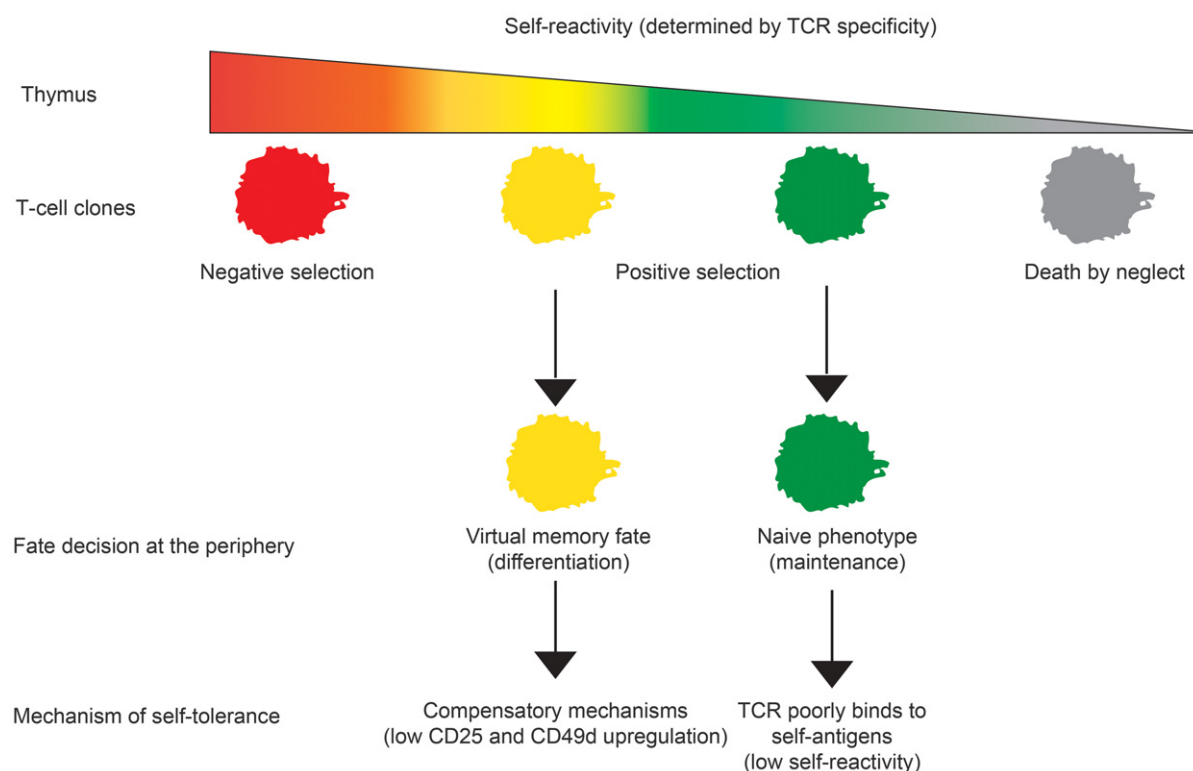 Self-reactivity (determined by TCR specificity)
Thymus
T-cell clones
Negative selection
Positive selection
Death by neglect
Fate decision at the periphery
Virtual memory fate
(differentiation)
Naive phenotype
(maintenance)
Mechanism of self-tolerance
Compensatory mechanisms
(low CD25 and CD49d upregulation)
TCR poorly binds to
self-antigens
(low self-reactivity)